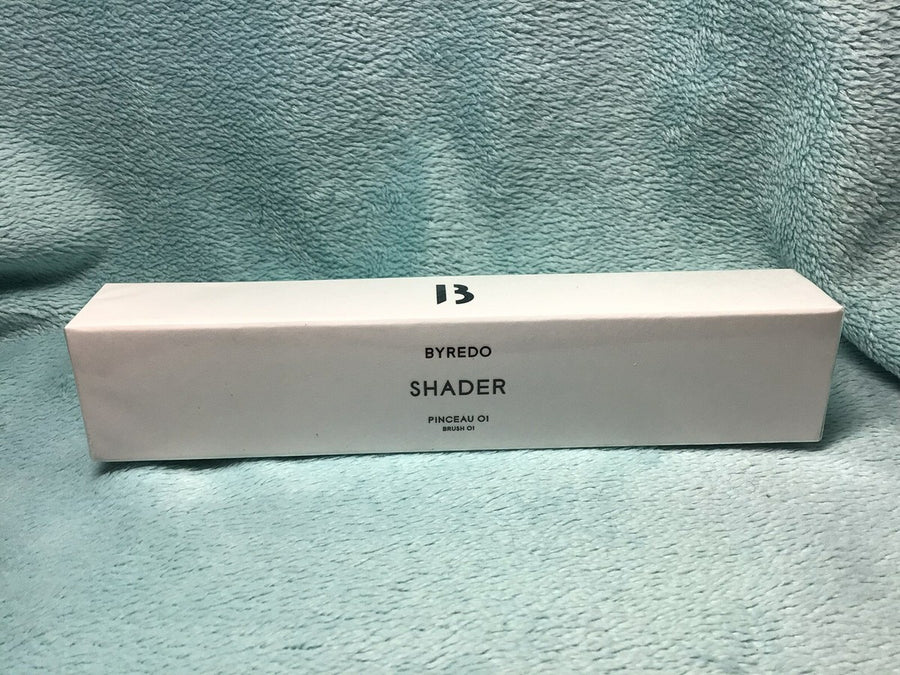 B
BYREDO
SHADER
PINCEAU 01
BRUSH 01